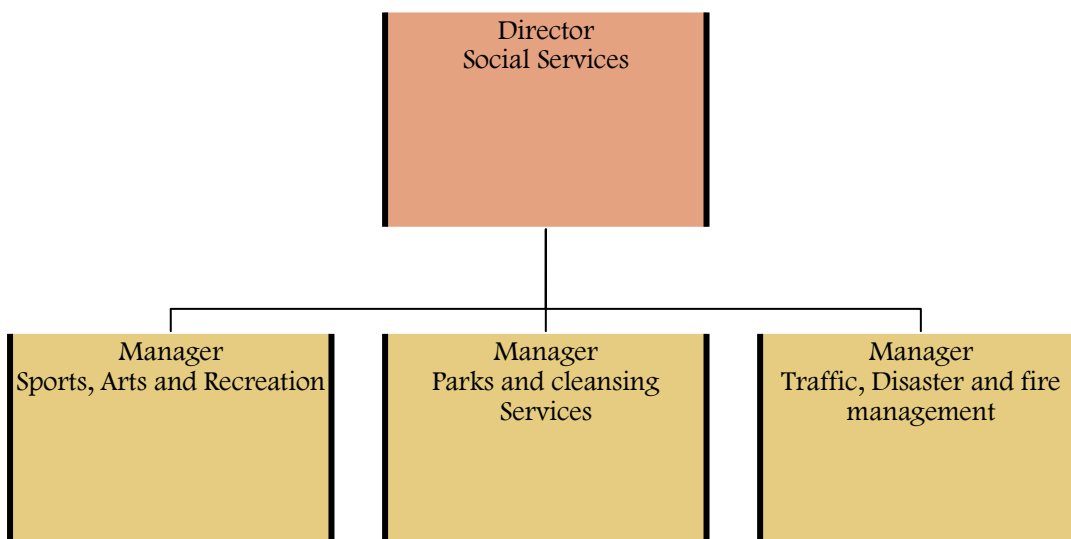 Director
Social Services
Manager
Sports, Arts and Recreation
Manager
Parks and cleansing
Services
Manager
Traffic, Disaster and fire
management